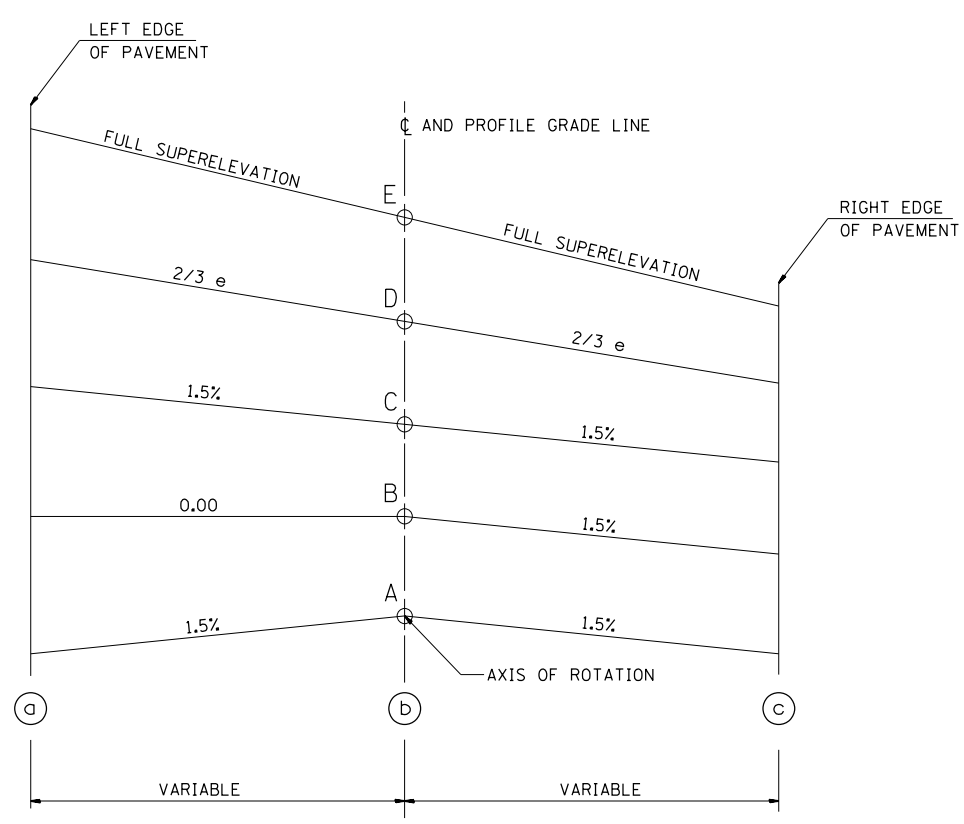 LEFT EDGE
OF PAVEMENT
℄ AND PROFILE GRADE LINE
FULL SUPERELEVATION
E
RIGHT EDGE
OF PAVEMENT
FULL SUPERELEVATION
2/3 e
D
2/3 e
1.5%
C
1.5%
0.00
B
1.5%
A
1.5%
1.5%
AXIS OF ROTATION
a
b
c
VARIABLE
VARIABLE